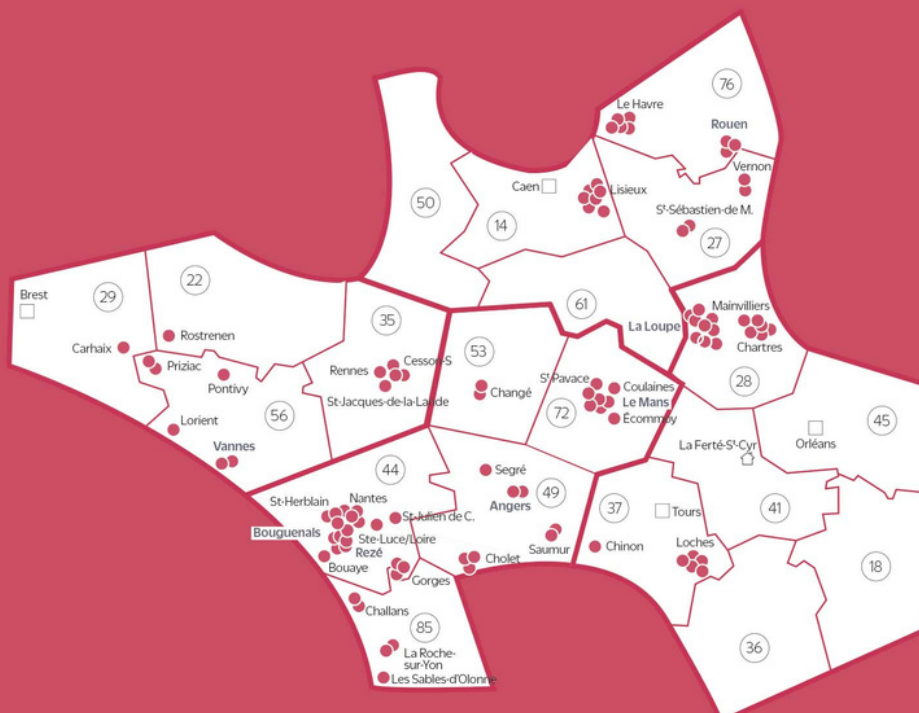 76
Le Havre
Rouen
Vernon
Caen
Lisieux
50
14
St-Sébastien-de M.
27
29
22
Brest
61
35
Mainvilliers
La Loupe
Rostrenen
Carhaix
53
Chartres
Cesson-S
Priziac
Rennes
St Pavace
28
Pontivy
Coulaines
Changé
Le Mans
St-Jacques-de-la-Lande
56
72
Écommoy
Lorient
45
Orléans
La Ferté-St-Cyr
Vannes
44
Segré
49
St-Herblain
Nantes
Angers
37
41
Tours
St-Julien de C.
Bouguenals
Ste-Luce/Loire
Rezé
Saumur
Chinon
Loches
Bouaye
Cholet
18
Gorges
Challans
85
36
La Roche-
sur-Yon
Les Sables-d'Olonne